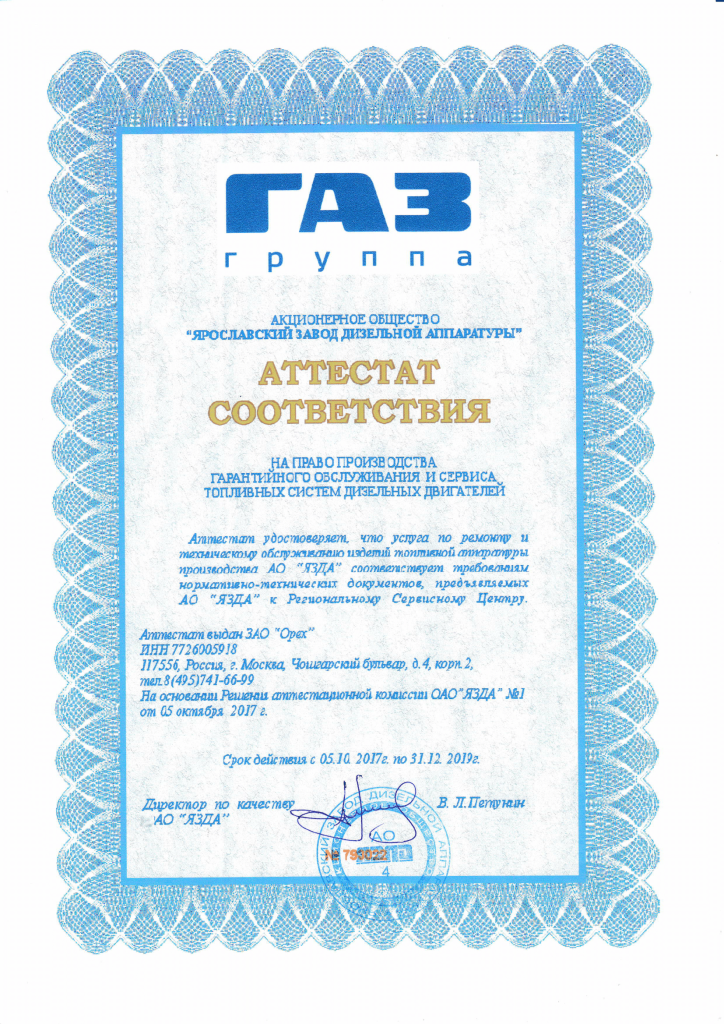 ГАЗ
группа
АКЦИОНЕРНОЕ ОБЩЕСТВО
“ЯРОСЛАВСКИЙ ЗАВОД ДИЗЕЛЬНОЙ АППАРАТУРЫ”
АТТЕСТАТ
СООТВЕТСТВИЯ
НА ПРАВО ПРОИЗВОДСТВА
ГАРАНТИЙНОГО ОБСЛУЖИВАНИЯ И СЕРВИСА
ТОПЛИВНЫХ СИСТЕМ ДИЗЕЛЬНЫХ ДВИГАТЕЛЕЙ
Аттестат удостоверяет, что услуга по ремонту и
техническому обслуживанию изделий топливной аппаратуры
производства АО "ЯЗДА" соответствует требованиям
нормативно-технических документов, предъявляемых
АО "ЯЗДА" к Региональному Сервисному Центру.
Аттестат выдан ЗАО "Орех"
ИНН 7726005918
117556, Россия, г. Москва, Чонгарский бульвар, д. 4, корп. 2,
тел.8(495)741-66-99
На основании Решения аттестационной комиссии ОАО"ЯЗДА" №1
от 05 октября 2017 г.
Срок действия с 05.10. 2017г. по 31.12. 2019г.
Директор по качеству В. Л. Петунин
АО "ЯЗДА"
ЗАВОД ДИЗЕЛЬНОЙ
АО
4